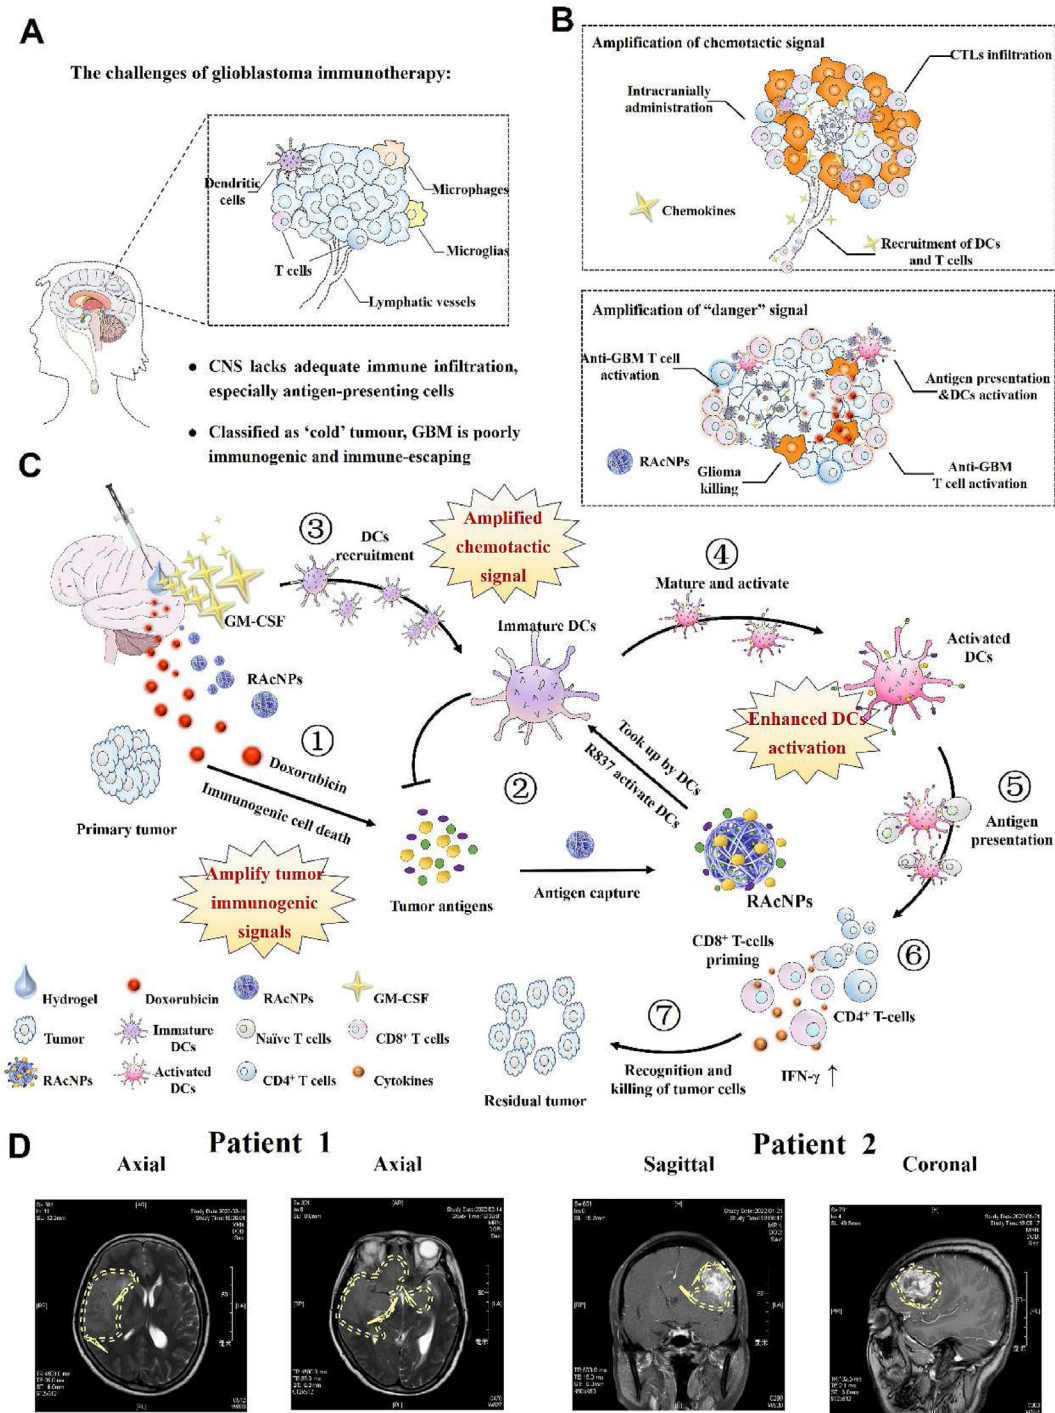 A
The challenges of glioblastoma immunotherapy:
Dendritic
cells
Microphages
T cells
Microglias
Lymphatic vessels
● CNS lacks adequate immune infiltration,
especially antigen-presenting cells
● Classified as ‘cold’ tumour, GBM is poorly
immunogenic and immune-escaping
B
Amplification of chemotactic signal
CTLs infiltration
Intracranially
administration
Chemokines
Recruitment of DCs
and T cells
Amplification of “danger” signal
Anti-GBM T cell
activation
Antigen presentation
&DCs activation
RAcNPs
Glioma
killing
Anti-GBM
T cell activation
C
③
DCs
recruitment
Amplified
chemotactic
signal
④
Mature and activate
GM-CSF
Immature DCs
Activated
DCs
RAcNPs
①
Doxorubicin
Immunogenic cell death
Primary tumor
Took up by DCs
R837 activate DCs
②
Enhanced DCs
activation
⑤
Antigen
presentation
Amplify tumor
immunogenic
signals
Tumor antigens
Antigen capture
RAcNPs
CD8⁺ T-cells
priming
⑥
CD4⁺ T-cells
⑦
Recognition and
killing of tumor cells
IFN-γ ↑
Residual tumor
Hydrogel
Doxorubicin
RAcNPs
GM-CSF
Tumor
Immature
DCs
Naïve T cells
CD8⁺ T cells
RAcNPs
Activated
DCs
CD4⁺ T cells
Cytokines
D
Patient 1
Patient 2
Axial
Axial
Sagittal
Coronal